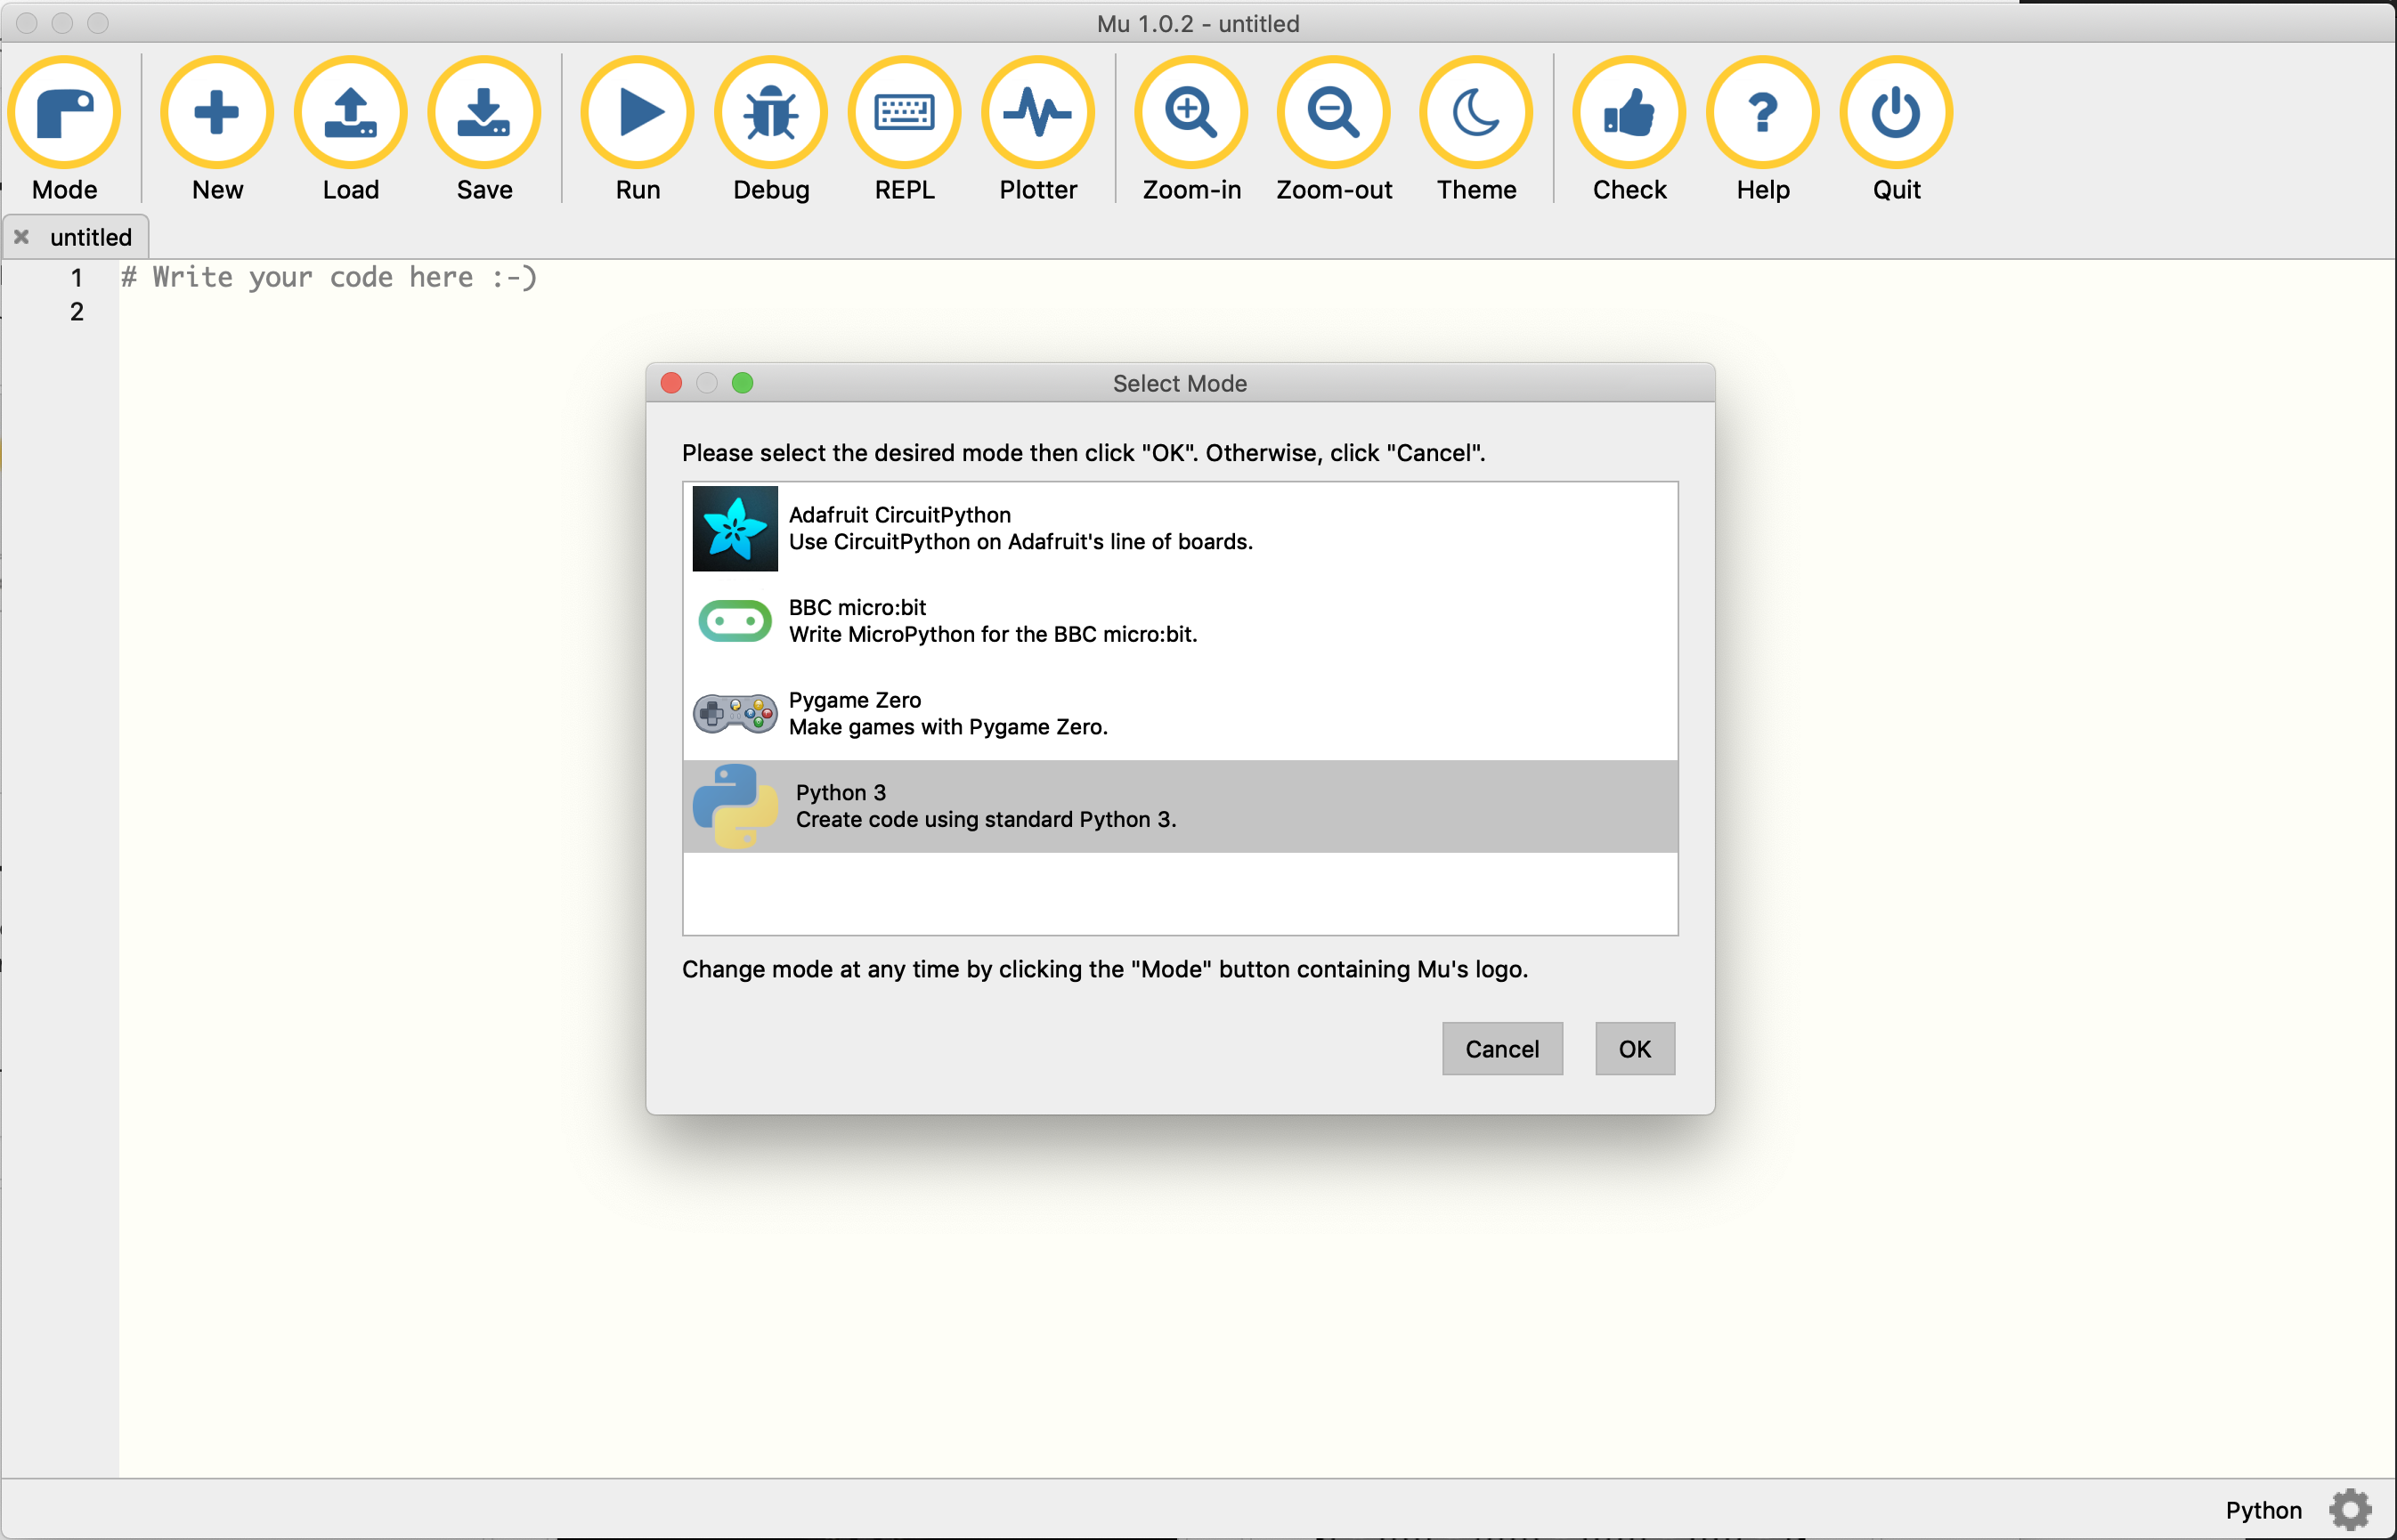 Mu 1.0.2 - untitled
Mode New Load Save Run Debug REPL Plotter Zoom-in Zoom-out Theme Check Help Quit
untitled
1 # Write your code here :-)
2
Select Mode
Please select the desired mode then click "OK". Otherwise, click "Cancel".
Adafruit CircuitPython
Use CircuitPython on Adafruit's line of boards.
BBC micro:bit
Write MicroPython for the BBC micro:bit.
Pygame Zero
Make games with Pygame Zero.
Python 3
Create code using standard Python 3.
Change mode at any time by clicking the "Mode" button containing Mu's logo.
Cancel OK
Python